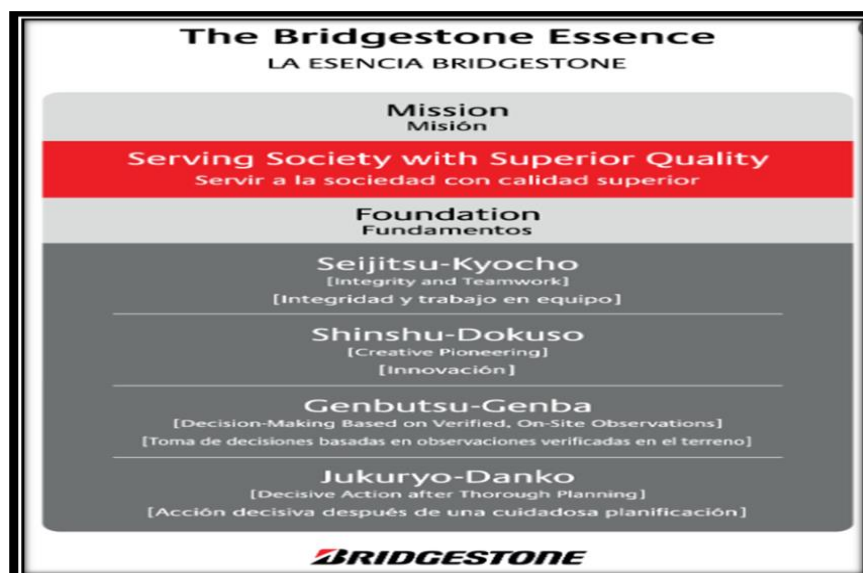 The Bridgestone Essence
LA ESENCIA BRIDGESTONE
Mission
Misión
Serving Society with Superior Quality
Servir a la sociedad con calidad superior
Foundation
Fundamentos
Seijitsu-Kyocho
[Integrity and Teamwork]
[Integridad y trabajo en equipo]
Shinshu-Dokuso
[Creative Pioneering]
[Innovación]
Genbutsu-Genba
[Decision-Making Based on Verified, On-Site Observations]
[Toma de decisiones basadas en observaciones verificadas en el terreno]
Jukuryo-Danko
[Decisive Action after Thorough Planning]
[Acción decisiva después de una cuidadosa planificación]
BRIDGESTONE